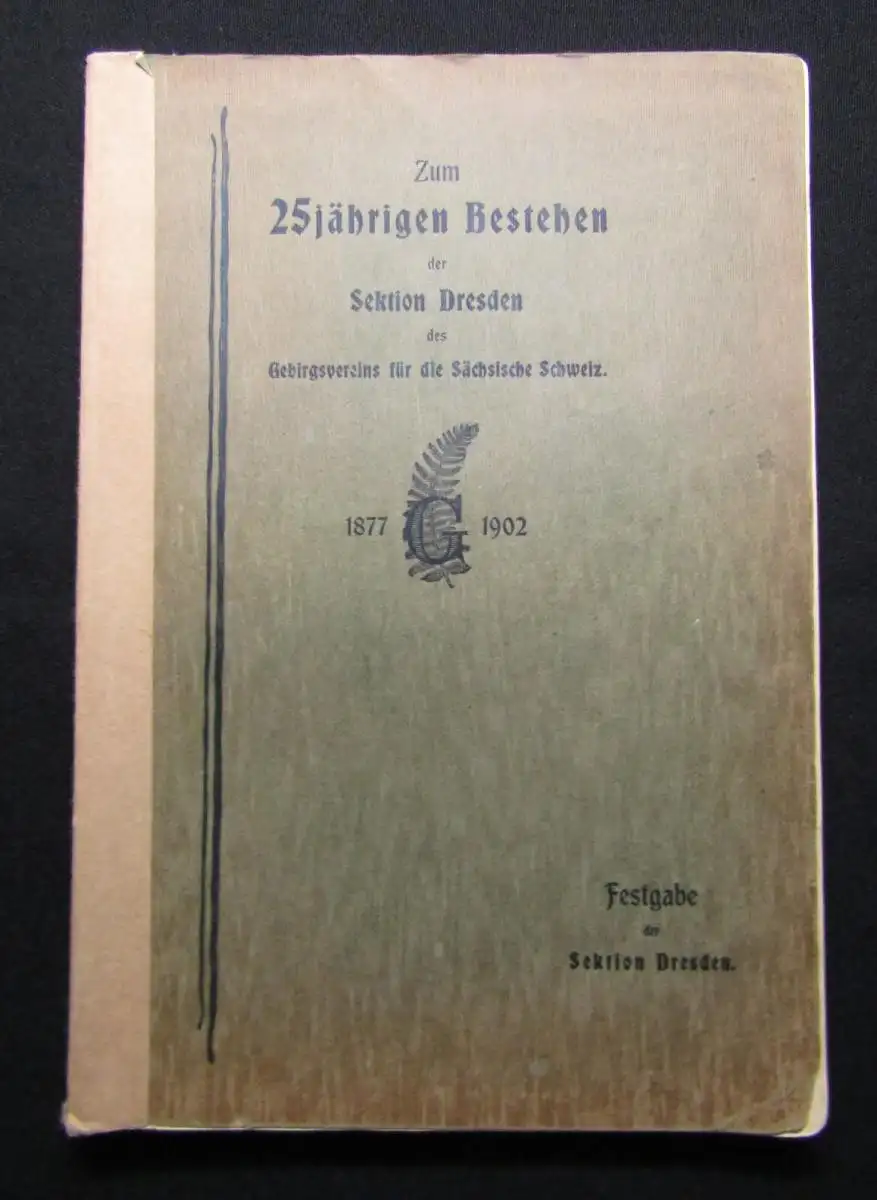 Zum
25jährigen Bestehen
der
Sektion Dresden
des
Gebirgsvereins für die Sächsische Schweiz.
1877 G 1902
Festgabe
der
Sektion Dresden.